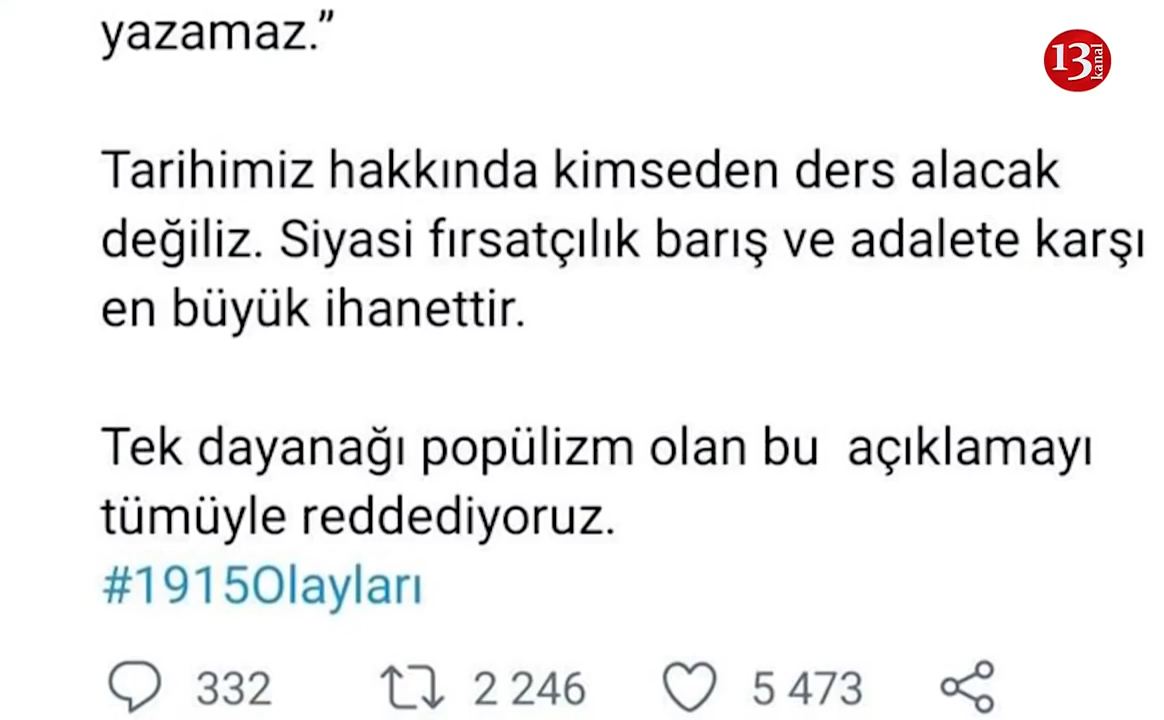 yazamaz.”
13 kanal
Tarihimiz hakkında kimseden ders alacak
değiliz. Siyasi fırsatçılık barış ve adalete karşı
en büyük ihanettir.
Tek dayanağı popülizm olan bu  açıklamayı
tümüyle reddediyoruz.
#1915Olayları
332 2 246 5 473